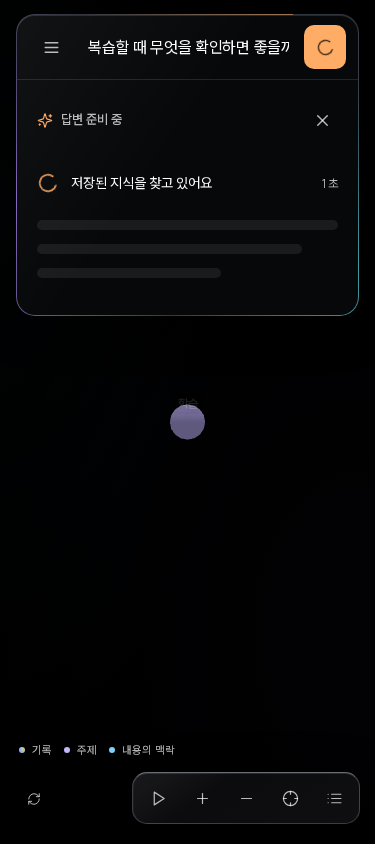 복습할 때 무엇을 확인하면 좋을까
답변 준비 중
저장된 지식을 찾고 있어요
1초
학습
기록
주제
내용의 맥락